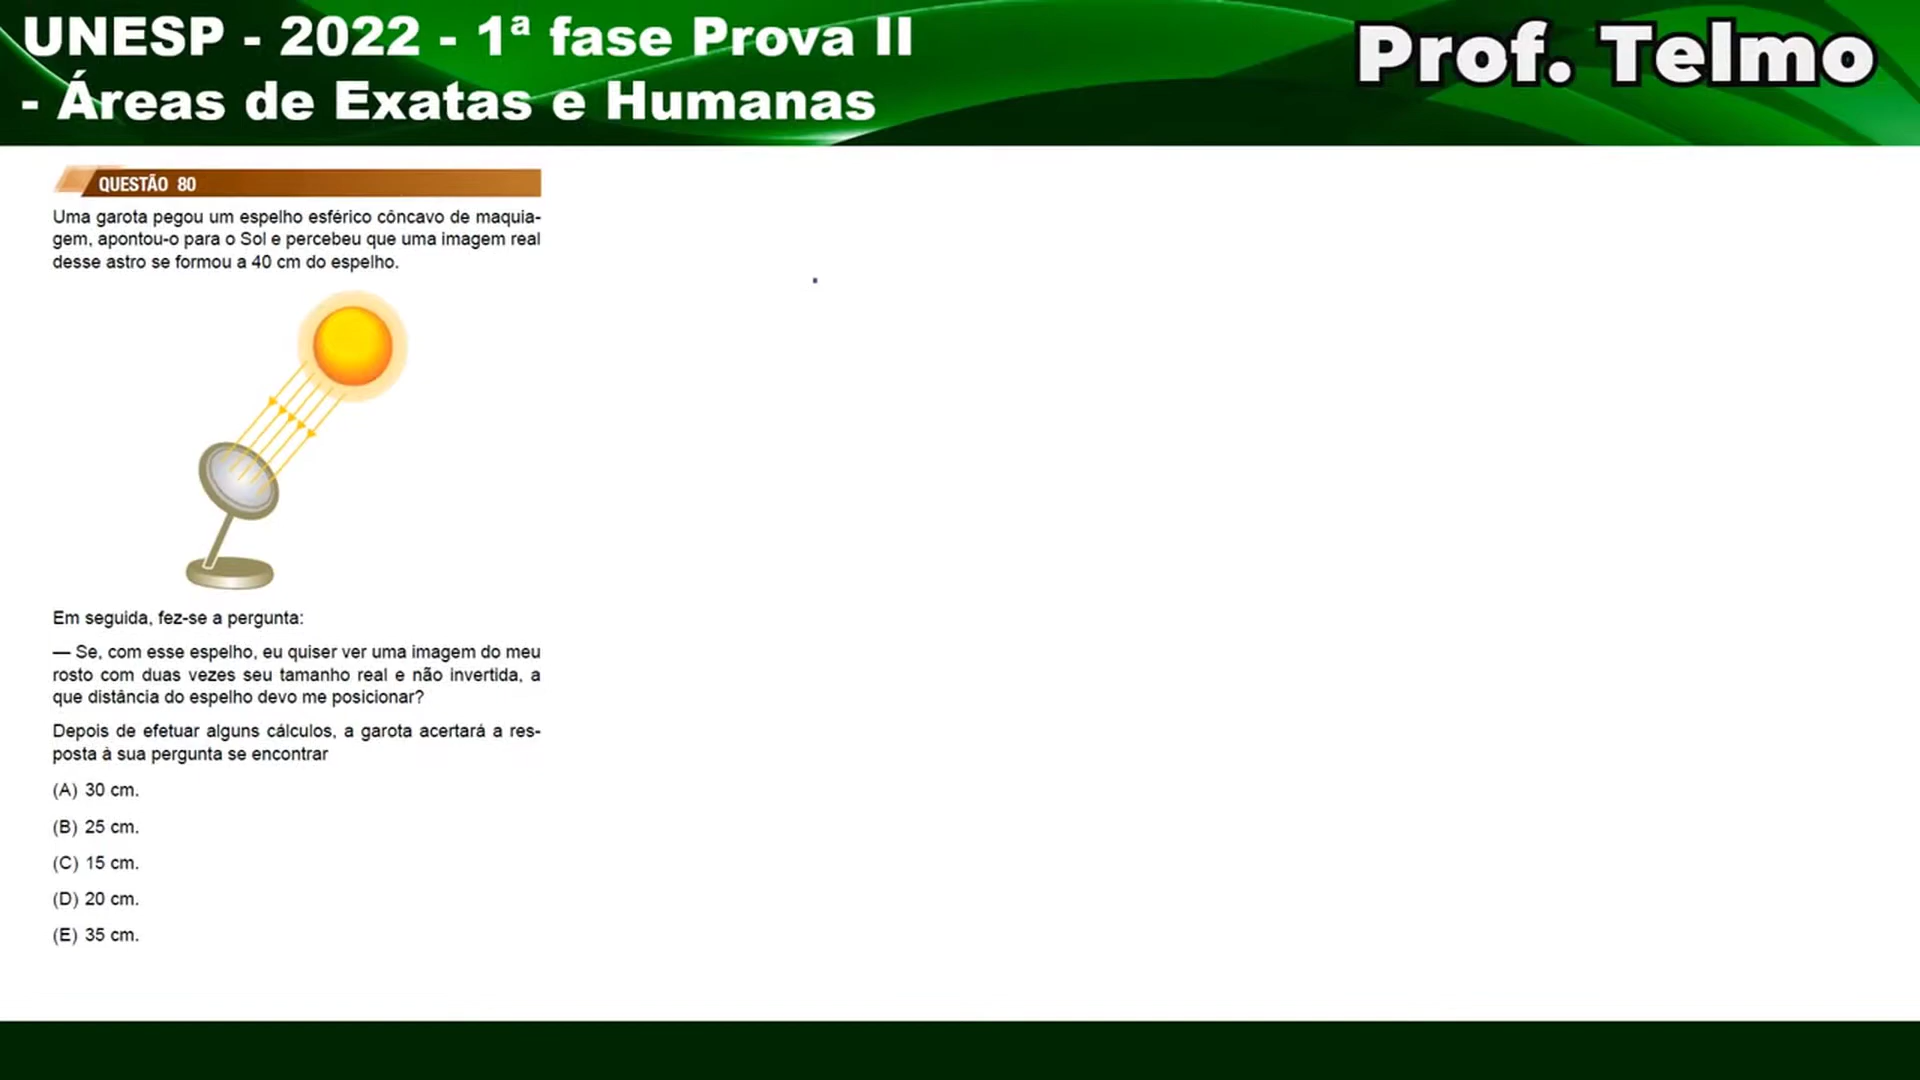 UNESP - 2022 - 1ª fase Prova II
- Áreas de Exatas e Humanas
Prof. Telmo
QUESTÃO 80
Uma garota pegou um espelho esférico côncavo de maquia-
gem, apontou-o para o Sol e percebeu que uma imagem real
desse astro se formou a 40 cm do espelho.
Em seguida, fez-se a pergunta:
— Se, com esse espelho, eu quiser ver uma imagem do meu
rosto com duas vezes seu tamanho real e não invertida, a
que distância do espelho devo me posicionar?
Depois de efetuar alguns cálculos, a garota acertará a res-
posta à sua pergunta se encontrar
(A) 30 cm.
(B) 25 cm.
(C) 15 cm.
(D) 20 cm.
(E) 35 cm.